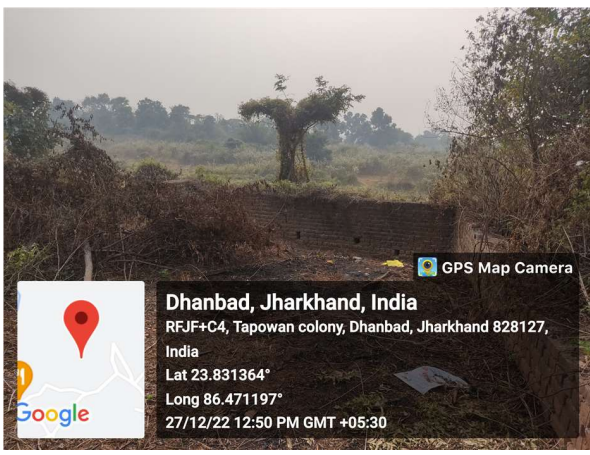 GPS Map Camera
Dhanbad, Jharkhand, India
RFJF+C4, Tapowan colony, Dhanbad, Jharkhand 828127,
India
Lat 23.831364°
Long 86.471197°
27/12/22 12:50 PM GMT +05:30
Google